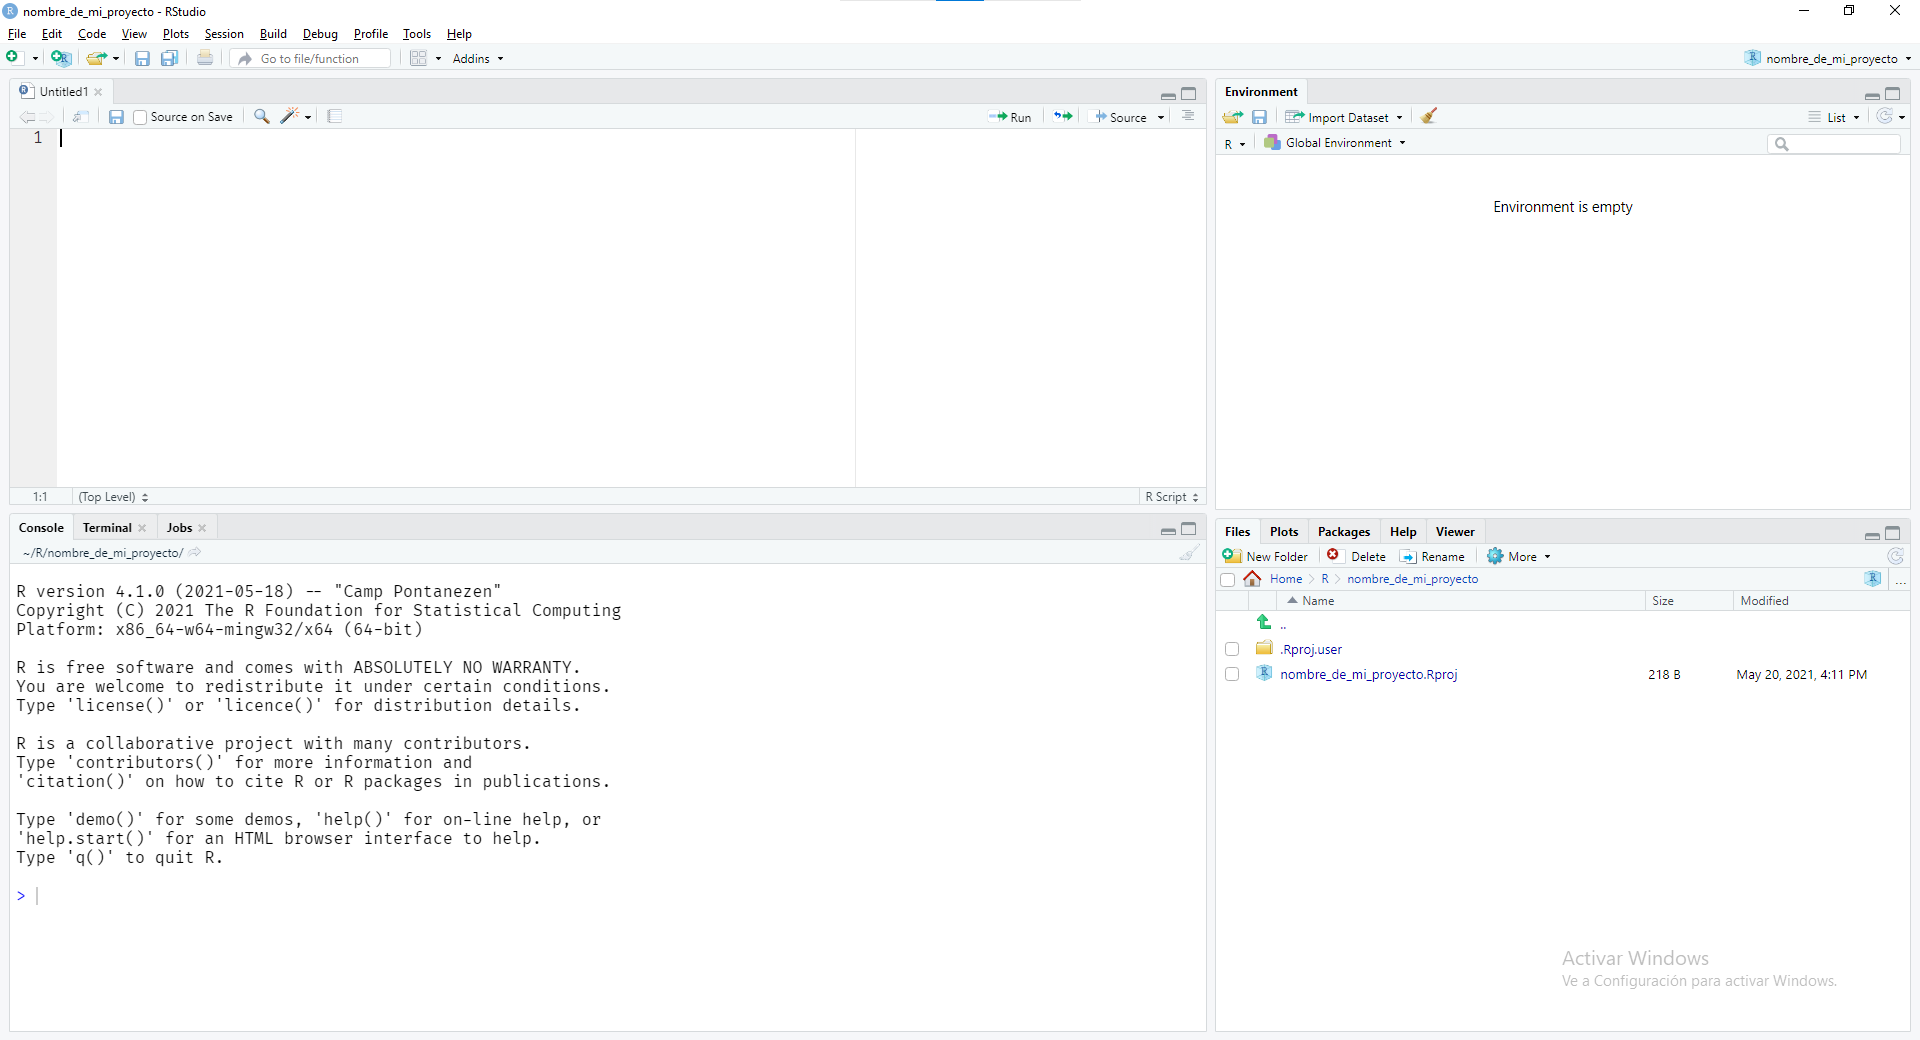 nombre_de_mi_proyecto - RStudio
File Edit Code View Plots Session Build Debug Profile Tools Help
Go to file/function Addins nombre_de_mi_proyecto
Untitled1
Source on Save Run Source
1
1:1 (Top Level) R Script
Console Terminal Jobs
~/R/nombre_de_mi_proyecto/
R version 4.1.0 (2021-05-18) -- "Camp Pontanezen"
Copyright (C) 2021 The R Foundation for Statistical Computing
Platform: x86_64-w64-mingw32/x64 (64-bit)
R is free software and comes with ABSOLUTELY NO WARRANTY.
You are welcome to redistribute it under certain conditions.
Type 'license()' or 'licence()' for distribution details.
R is a collaborative project with many contributors.
Type 'contributors()' for more information and
'citation()' on how to cite R or R packages in publications.
Type 'demo()' for some demos, 'help()' for on-line help, or
'help.start()' for an HTML browser interface to help.
Type 'q()' to quit R.
>
Environment
Import Dataset List
R Global Environment
Environment is empty
Files Plots Packages Help Viewer
New Folder Delete Rename More
Home R nombre_de_mi_proyecto ...
Name Size Modified
..
.Rproj.user
nombre_de_mi_proyecto.Rproj 218 B May 20, 2021, 4:11 PM
Activar Windows
Ve a Configuración para activar Windows.